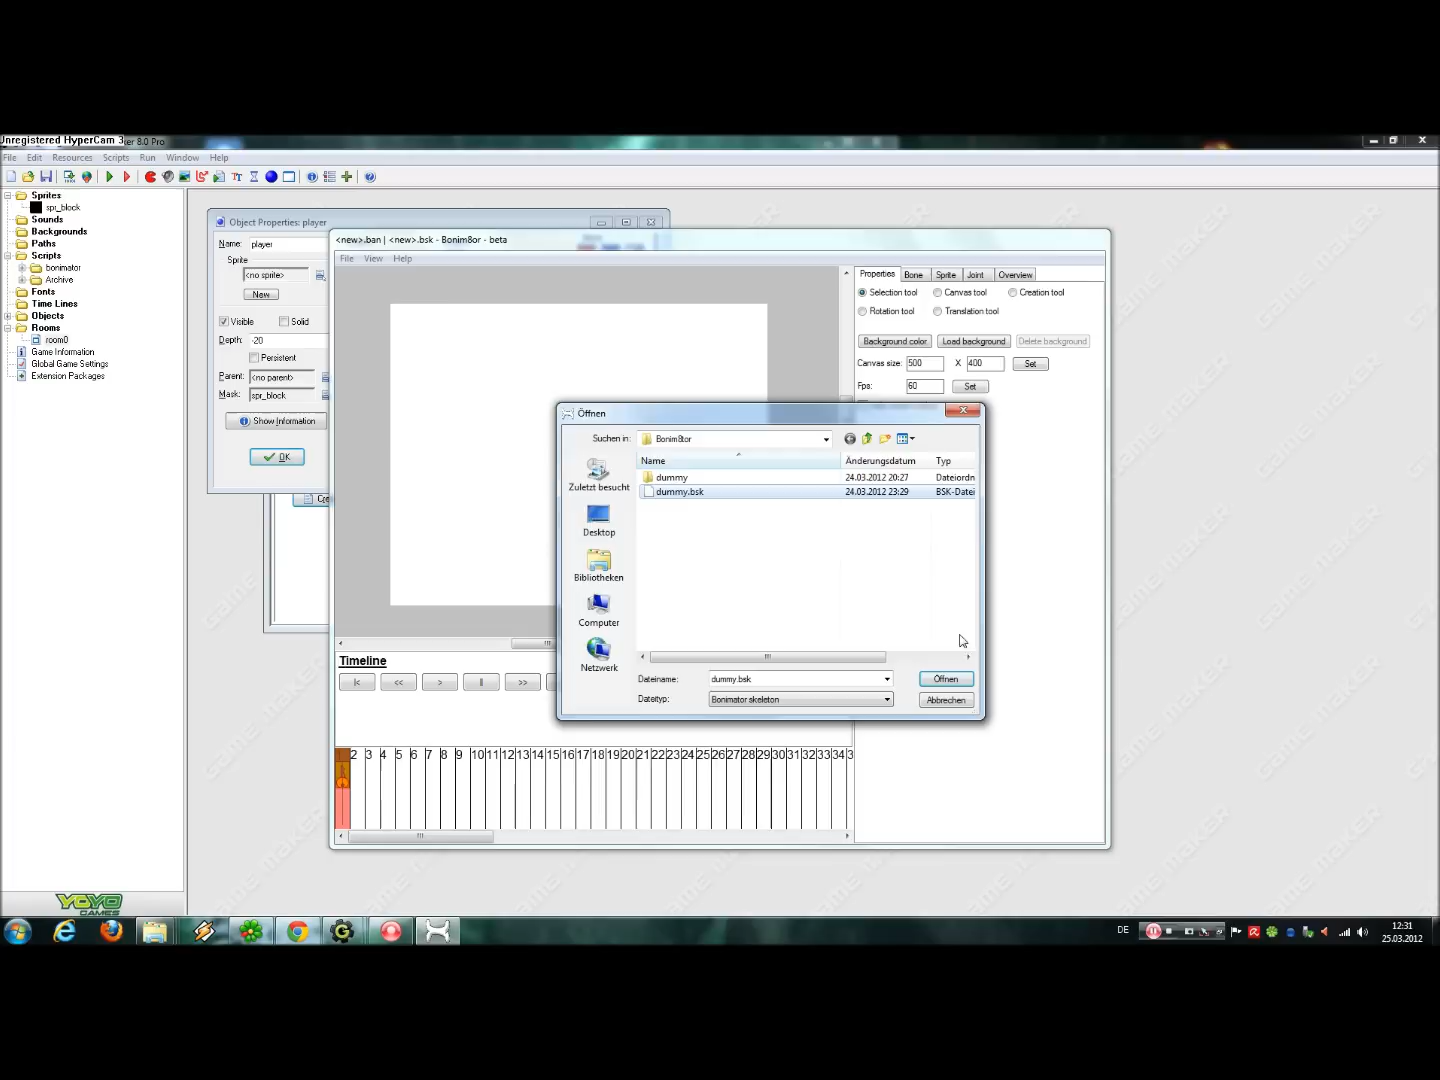 Unregistered HyperCam 3
er 8.0 Pro
File Edit Resources Scripts Run Window Help
Sprites
spr_block
Sounds
Backgrounds
Paths
Scripts
bonimator
Archive
Fonts
Time Lines
Objects
Rooms
room0
Game Information
Global Game Settings
Extension Packages
YOYO
GAMES
Object Properties: player
Name: player
Sprite
<no sprite>
New
Visible Solid
Depth: -20
Persistent
Parent: <no parent>
Mask: spr_block
Show Information
OK
<new>.ban | <new>.bsk - Bonim8or - beta
File View Help
Properties Bone Sprite Joint Overview
Selection tool Canvas tool Creation tool
Rotation tool Translation tool
Background color Load background Delete background
Canvas size: 500 X 400 Set
Fps: 60 Set
Öffnen
Suchen in: Bonim8tor
Name Änderungsdatum Typ
dummy 24.03.2012 20:27 Dateiordn
dummy.bsk 24.03.2012 23:29 BSK-Datei
Zuletzt besucht
Desktop
Bibliotheken
Computer
Netzwerk
Dateiname: dummy.bsk Öffnen
Dateityp: Bonimator skeleton Abbrechen
Timeline
|< << > || >>
2 3 4 5 6 7 8 9 10 11 12 13 14 15 16 17 18 19 20 21 22 23 24 25 26 27 28 29 30 31 32 33 34 3
DE
12:31
25.03.2012
GAME MAKER